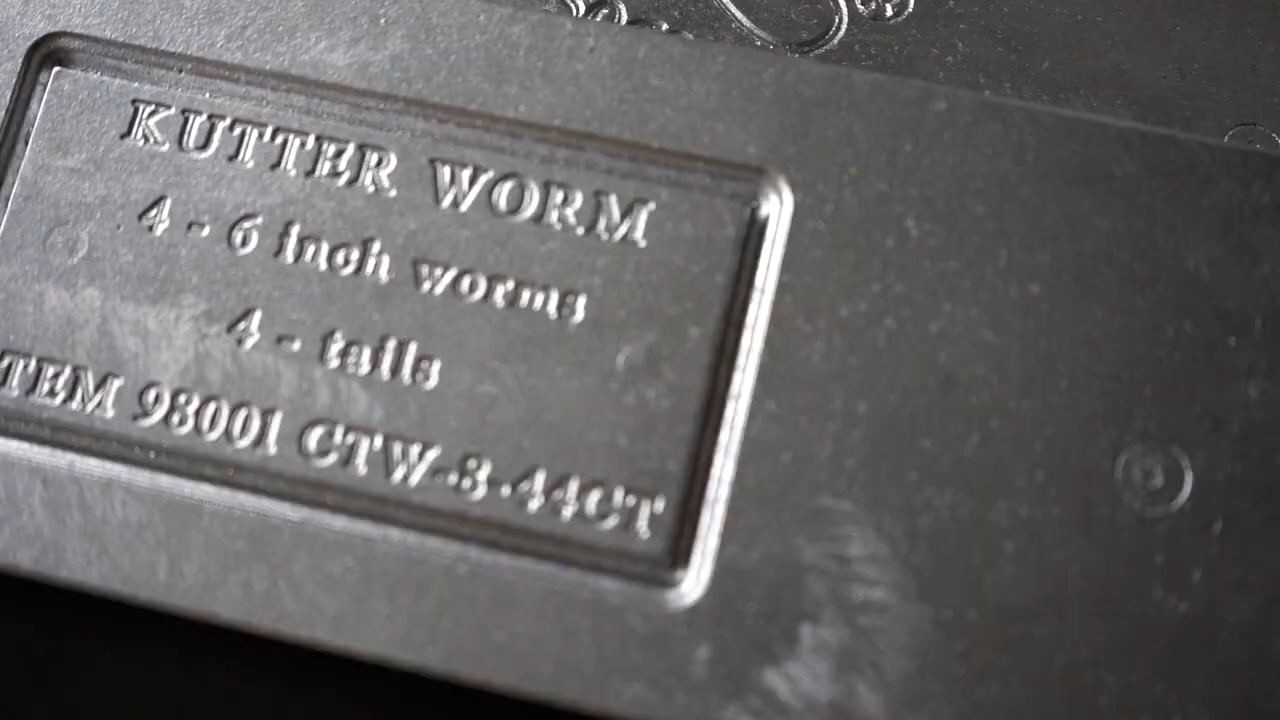 KUTTER WORM
4 - 6 inch worms
4 - tails
TEM 98001 CTW-8-44CT